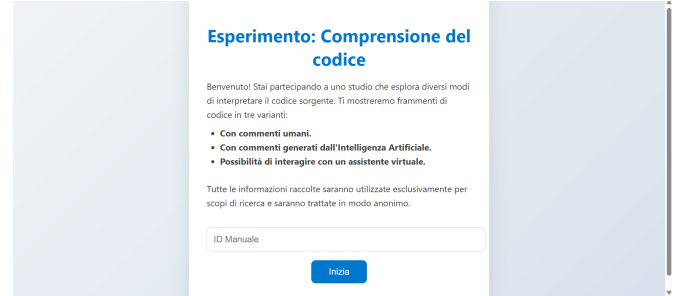 Esperimento: Comprensione del
codice
Benvenuto! Stai partecipando a uno studio che esplora diversi modi
di interpretare il codice sorgente. Ti mostreremo frammenti di
codice in tre varianti:
• Con commenti umani.
• Con commenti generati dall'Intelligenza Artificiale.
• Possibilità di interagire con un assistente virtuale.
Tutte le informazioni raccolte saranno utilizzate esclusivamente per
scopi di ricerca e saranno trattate in modo anonimo.
ID Manuale
Inizia